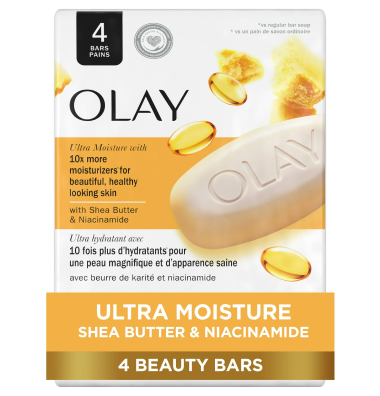 4
BARS
PAINS
*vs regular bar soap
* vs un pain de savon ordinaire
OLAY
Ultra Moisture with
10x more
moisturizers for
beautiful, healthy
looking skin
with Shea Butter
& Niacinamide
Ultra hydratant avec
10 fois plus d'hydratants pour
une peau magnifique et d'apparence saine
avec beurre de karité et niacinamide
OLAY
ULTRA MOISTURE
SHEA BUTTER & NIACINAMIDE
4 BEAUTY BARS